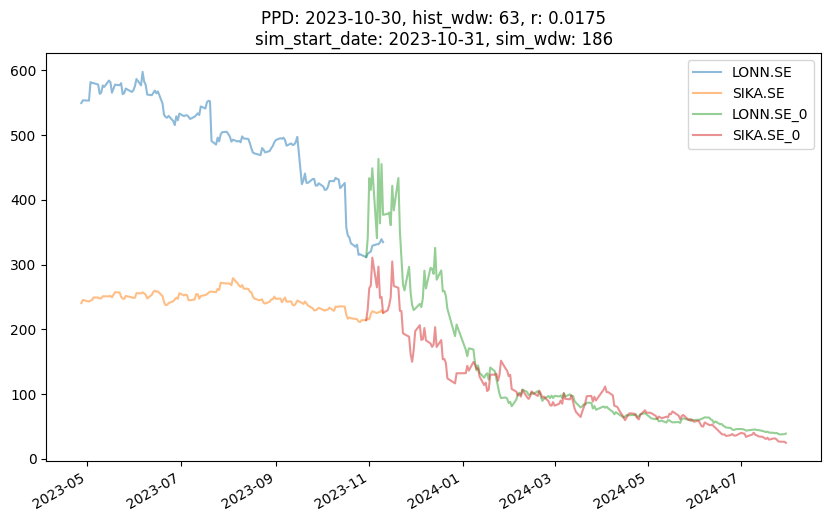 PPD: 2023-10-30, hist_wdw: 63, r: 0.0175
sim_start_date: 2023-10-31, sim_wdw: 186
LONN.SE
SIKA.SE
LONN.SE_0
SIKA.SE_0
600
500
400
300
200
100
0
2023-05
2023-07
2023-09
2023-11
2024-01
2024-03
2024-05
2024-07